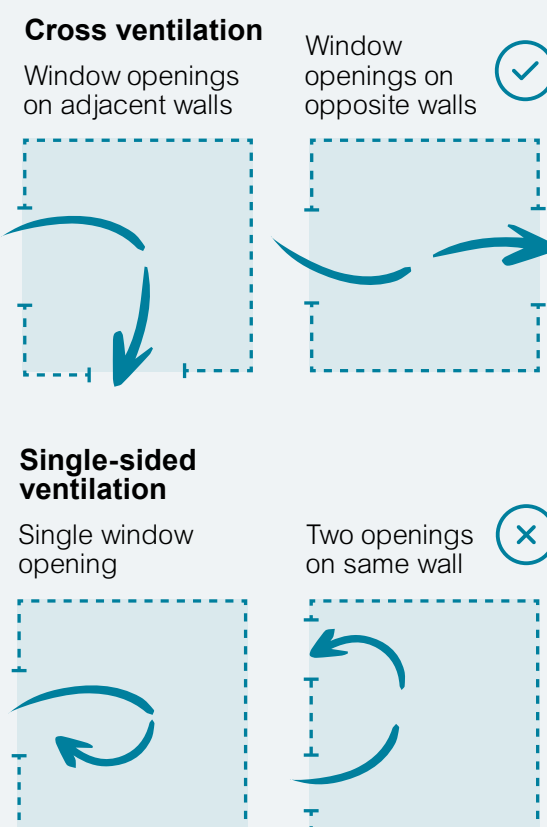 Cross ventilation
Window openings
on adjacent walls
Window
openings on
opposite walls
Single-sided
ventilation
Single window
opening
Two openings
on same wall